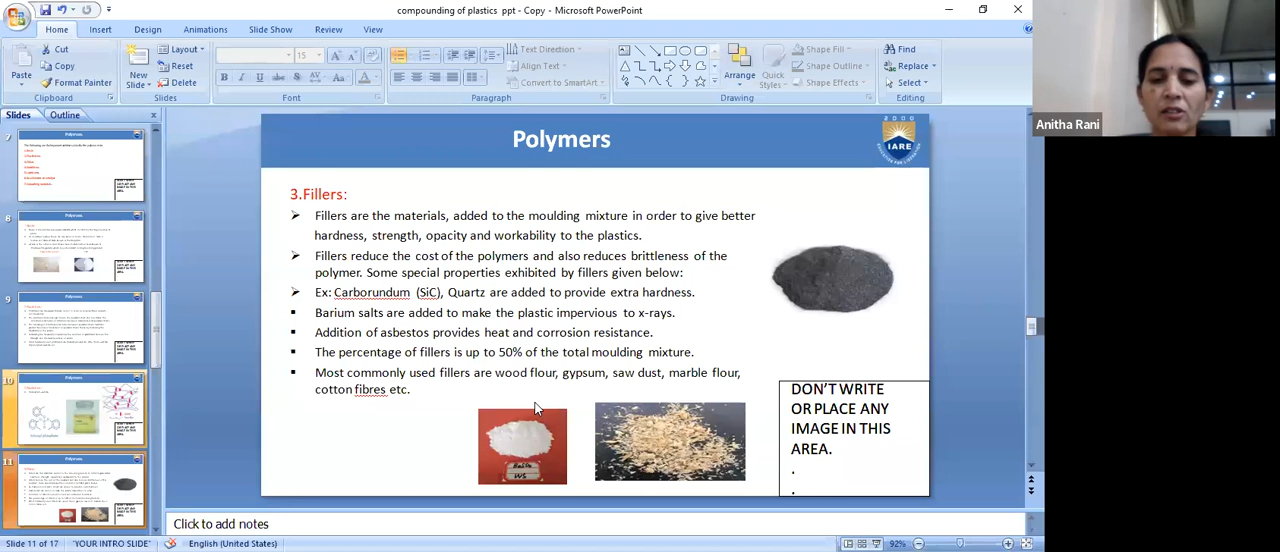 compounding of plastics ppt - Copy - Microsoft PowerPoint
Home Insert Design Animations Slide Show Review View
Cut
Copy
Format Painter
Paste
Clipboard
New
Slide
Layout
Reset
Delete
Slides
15
Font
Paragraph
Text Direction
Align Text
Convert to SmartArt
Arrange
Quick
Styles
Shape Fill
Shape Outline
Shape Effects
Drawing
Find
Replace
Select
Editing
Anitha Rani
Slides Outline
7
8
9
10
11
Polymers
2000
IARE
3.Fillers:
Fillers are the materials, added to the moulding mixture in order to give better
harness, strength, opacity and workability to the plastics.
Fillers reduce the cost of the polymers and also reduces brittleness of the
polymer. Some special properties exhibited by fillers given below:
Ex: Carborundum (SiC), Quartz are added to provide extra hardness.
Barium salts are added to make the plastic impervious to x-rays.
Addition of asbestos provides heat and corrosion resistance.
The percentage of fillers is up to 50% of the total moulding mixture.
Most commonly used fillers are wood flour, gypsum, saw dust, marble flour,
cotton fibres etc.
DON'T WRITE
OR PLACE ANY
IMAGE IN THIS
AREA.
Click to add notes
Slide 11 of 17 "YOUR INTRO SLIDE" English (United States) 92%